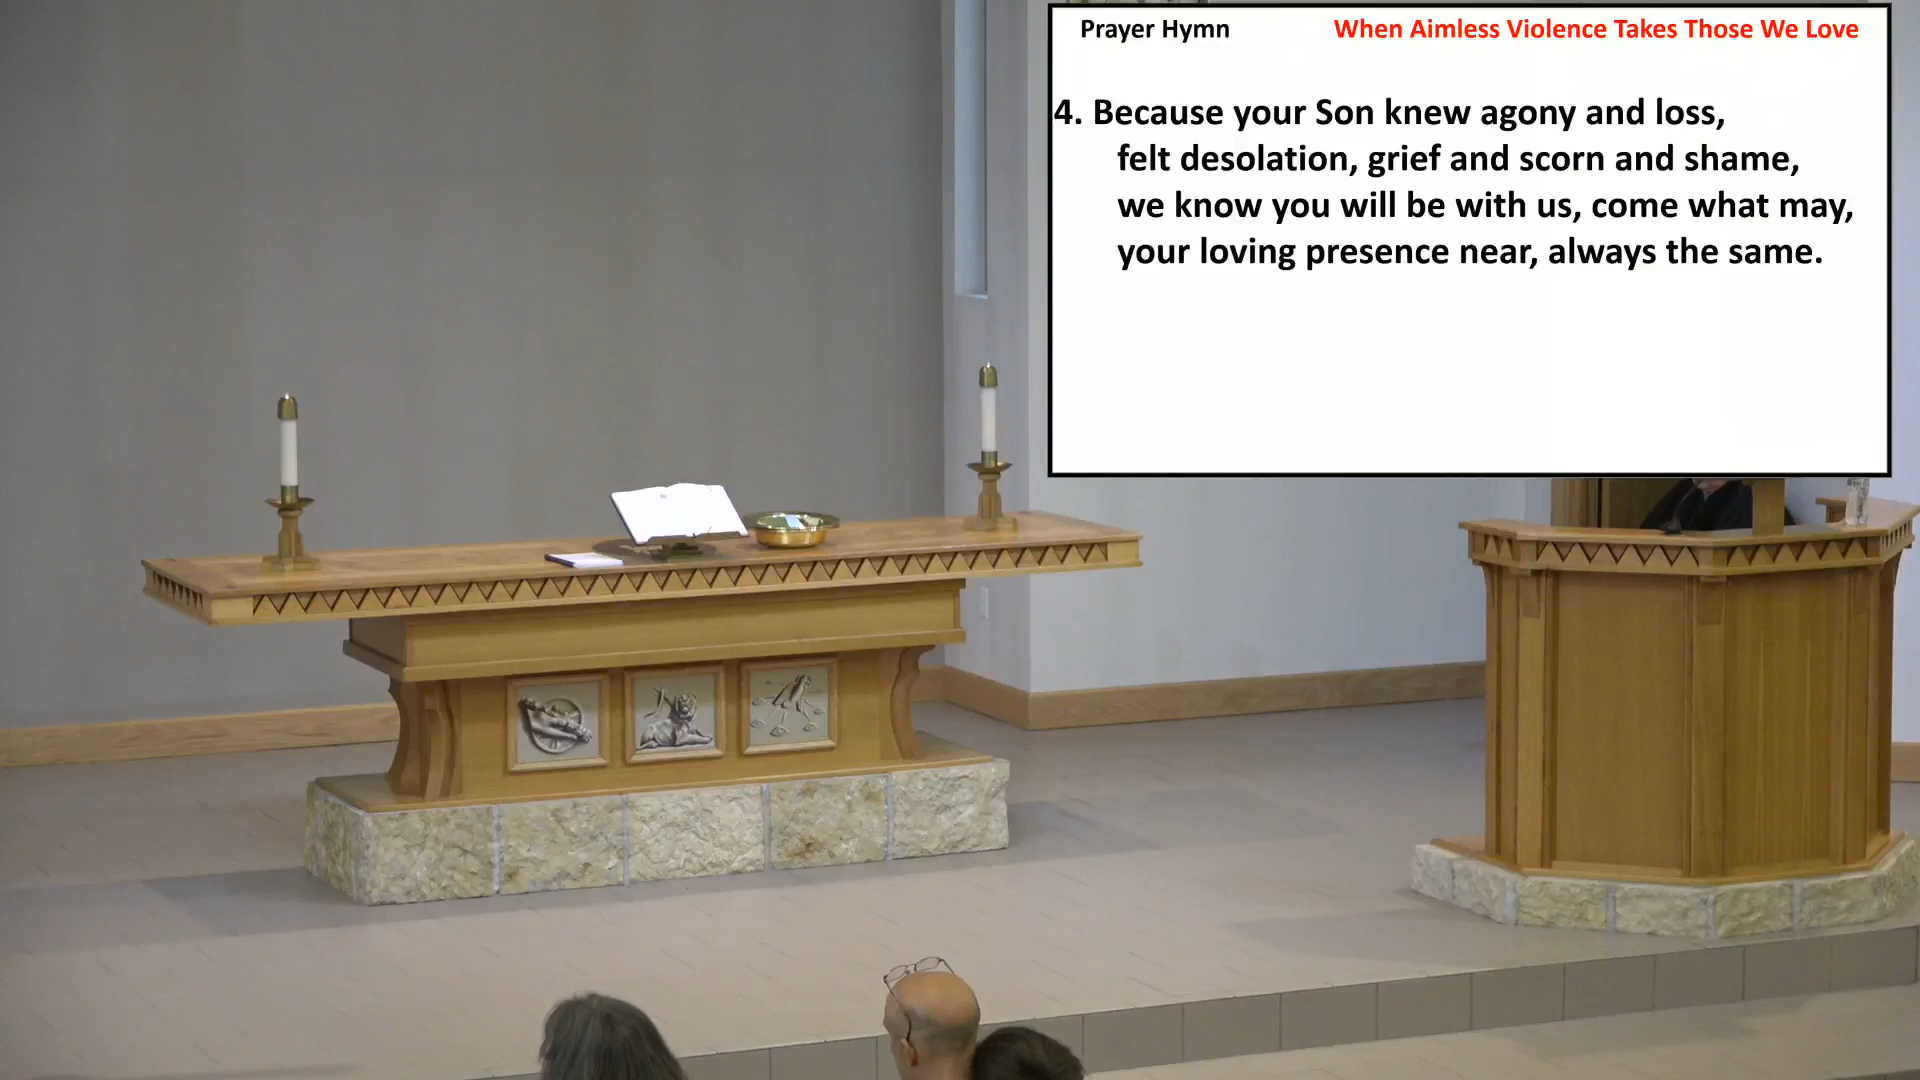 Prayer Hymn When Aimless Violence Takes Those We Love
4. Because your Son knew agony and loss,
felt desolation, grief and scorn and shame,
we know you will be with us, come what may,
your loving presence near, always the same.